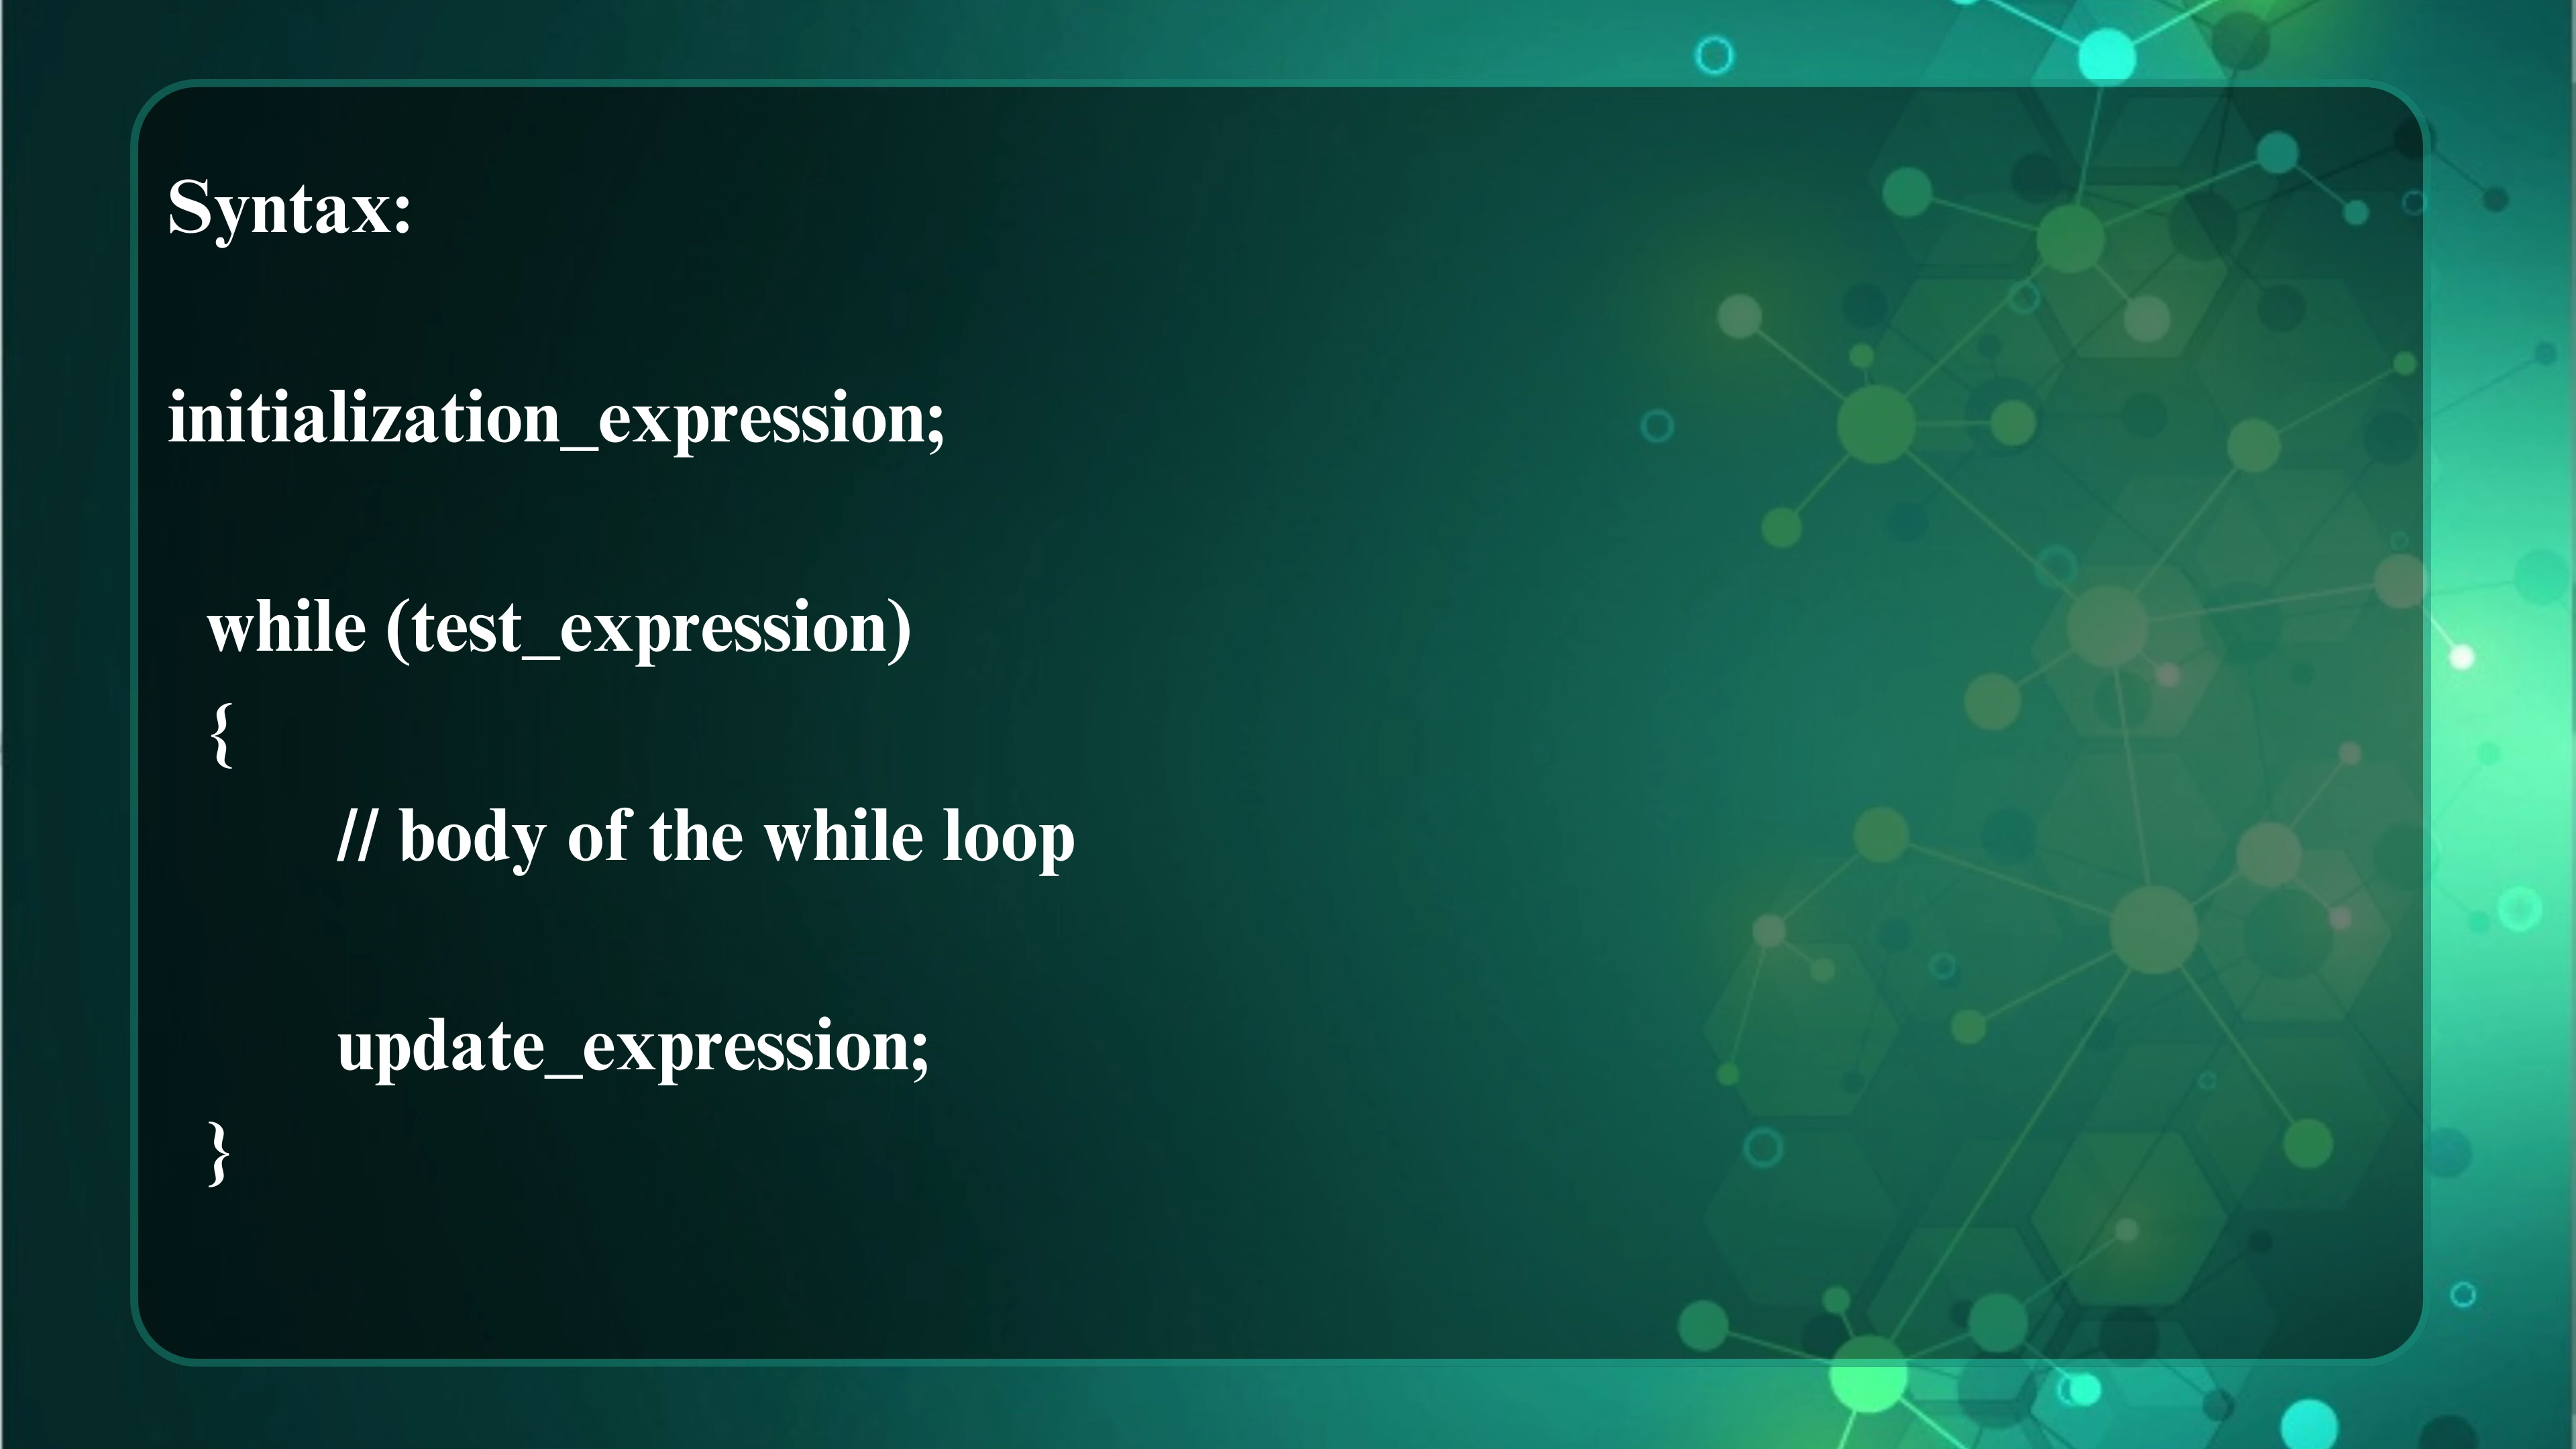 Syntax:
initialization_expression;
while (test_expression)
{
// body of the while loop
update_expression;
}